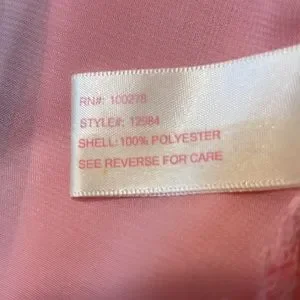 RN#: 100278
STYLE#: 12984
SHELL: 100% POLYESTER
SEE REVERSE FOR CARE